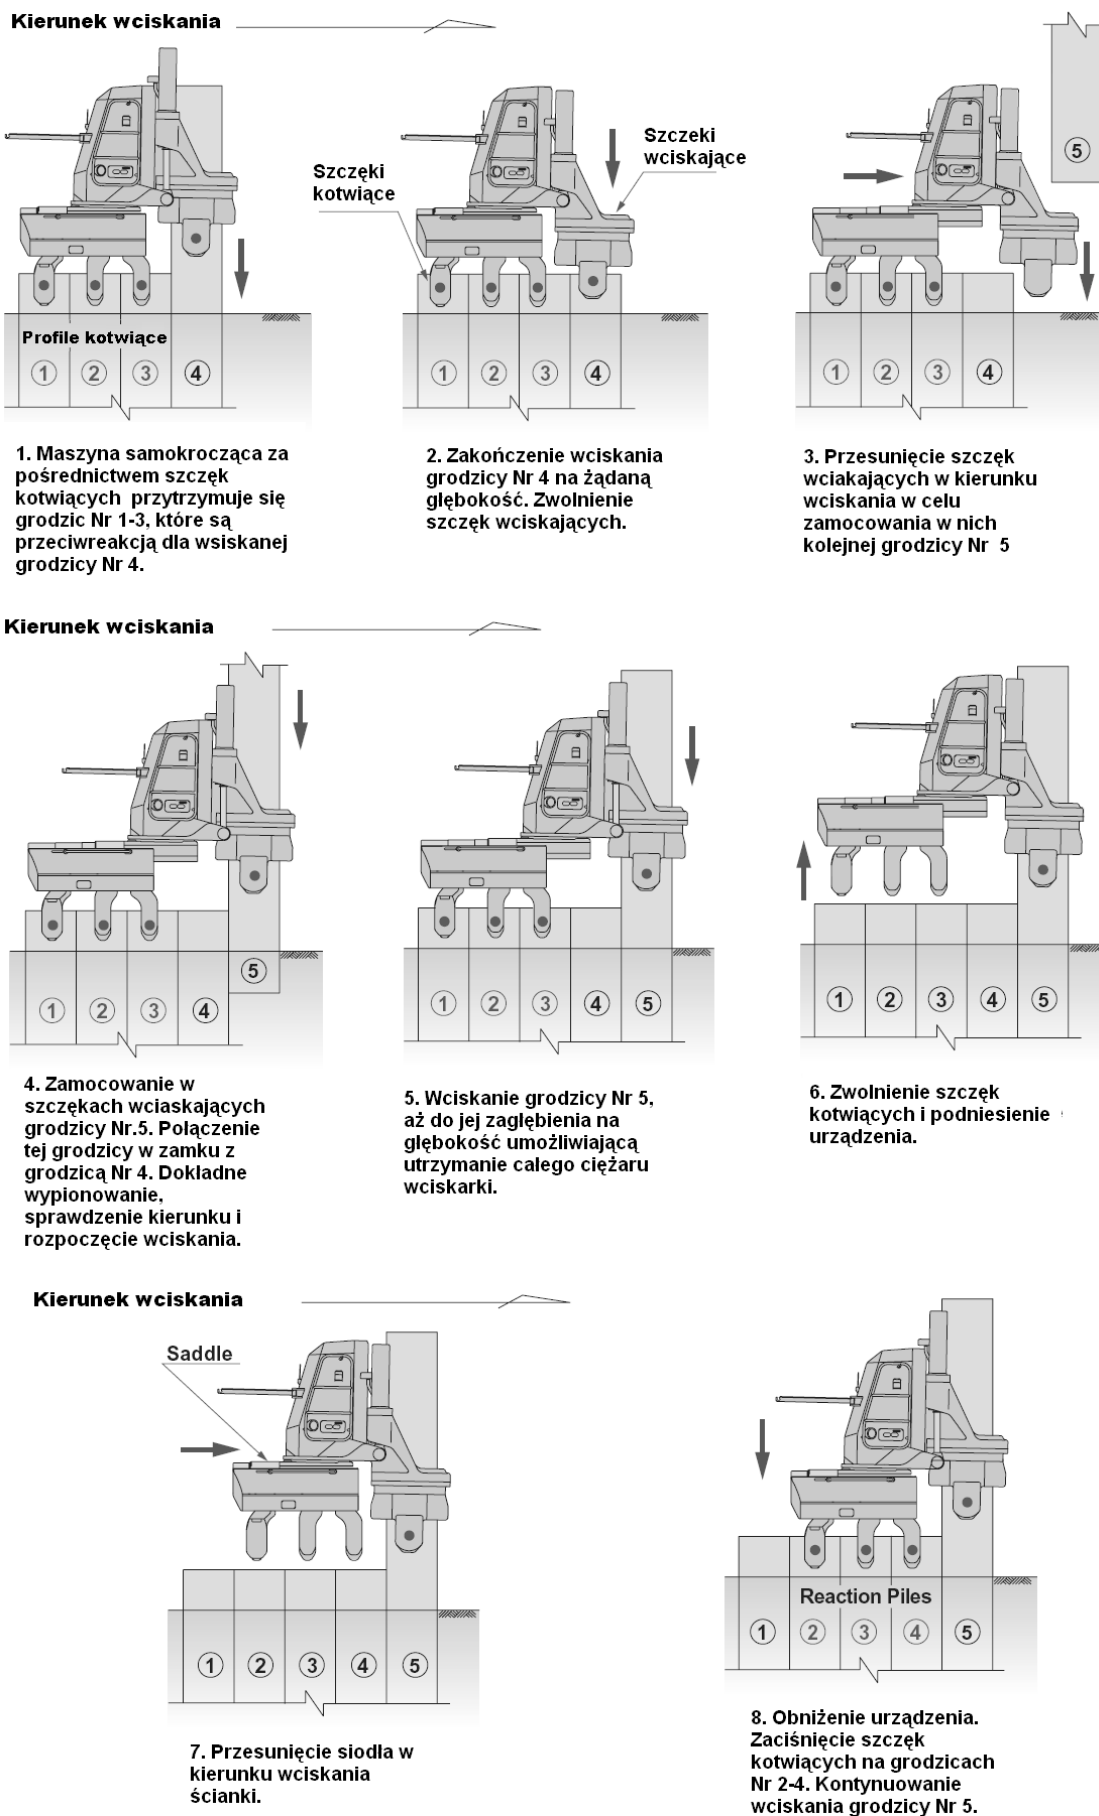 Kierunek wciskania
5
Szczeki
wciskające
Szczęki
kotwiące
Profile kotwiące
1 2 3 4
1 2 3 4
1 2 3 4
1. Maszyna samokrocząca za
pośrednictwem szczęk
kotwiących przytrzymuje się
grodzic Nr 1-3, które są
przeciwreakcją dla wsiskanej
grodzicy Nr 4.
2. Zakończenie wciskania
grodzicy Nr 4 na żądaną
głębokość. Zwolnienie
szczęk wciskających.
3. Przesunięcie szczęk
wciakających w kierunku
wciskania w celu
zamocowania w nich
kolejnej grodzicy Nr 5
Kierunek wciskania
5
1 2 3 4
1 2 3 4 5
1 2 3 4 5
4. Zamocowanie w
szczękach wciaskających
grodzicy Nr.5. Połączenie
tej grodzicy w zamku z
grodzicą Nr 4. Dokładne
wypionowanie,
sprawdzenie kierunku i
rozpoczęcie wciskania.
5. Wciskanie grodzicy Nr 5,
aż do jej zagłębienia na
głębokość umożliwiającą
utrzymanie całego ciężaru
wciskarki.
6. Zwolnienie szczęk
kotwiących i podniesienie
urządzenia.
Kierunek wciskania
Saddle
1 2 3 4 5
Reaction Piles
1 2 3 4 5
7. Przesunięcie siodła w
kierunku wciskania
ścianki.
8. Obniżenie urządzenia.
Zaciśnięcie szczęk
kotwiących na grodzicach
Nr 2-4. Kontynuowanie
wciskania grodzicy Nr 5.